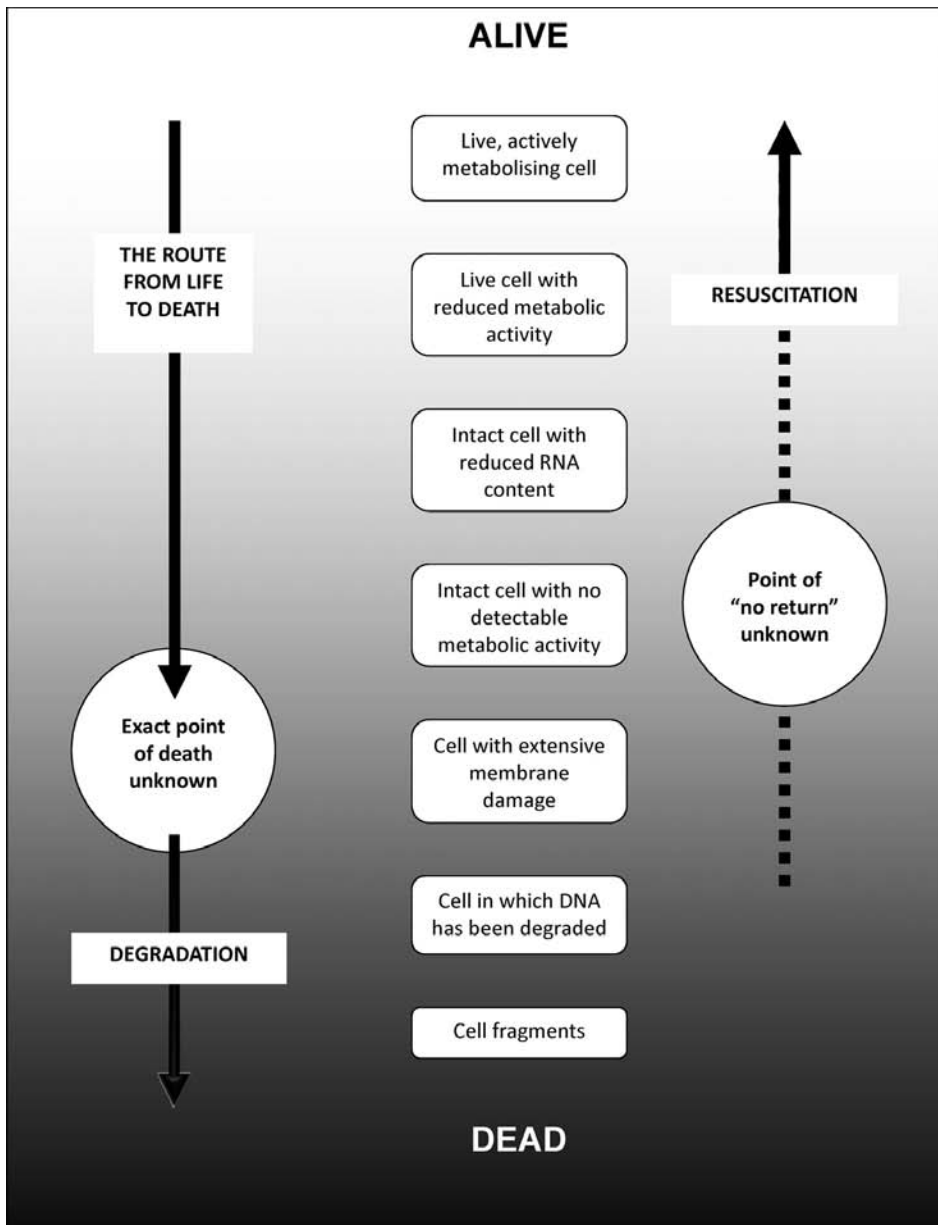 ALIVE
THE ROUTE
FROM LIFE
TO DEATH
Exact point
of death
unknown
DEGRADATION
Live, actively
metabolising cell
Live cell with
reduced metabolic
activity
Intact cell with
reduced RNA
content
Intact cell with no
detectable
metabolic activity
Cell with extensive
membrane
damage
Cell in which DNA
has been degraded
Cell fragments
RESUSCITATION
Point of
“no return”
unknown
DEAD